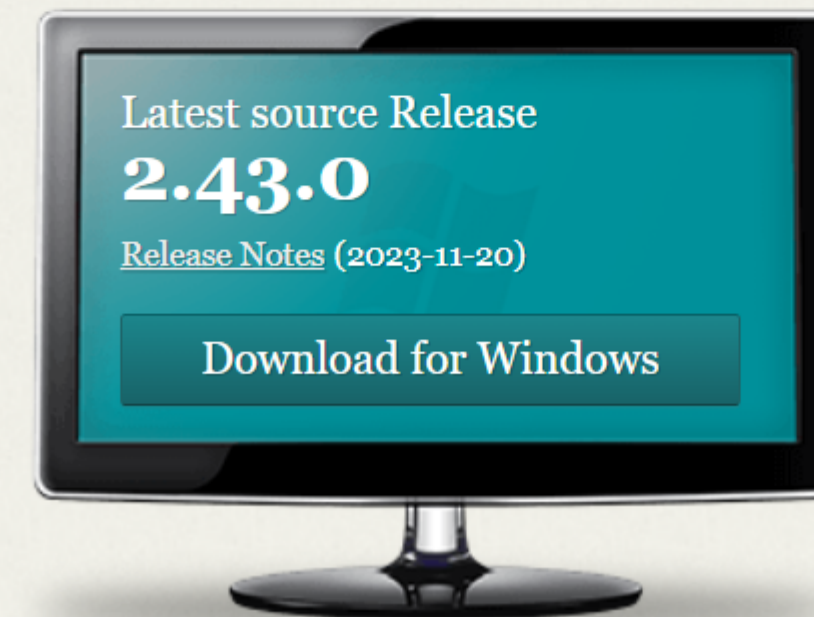 Latest source Release
2.43.0
Release Notes (2023-11-20)
Download for Windows